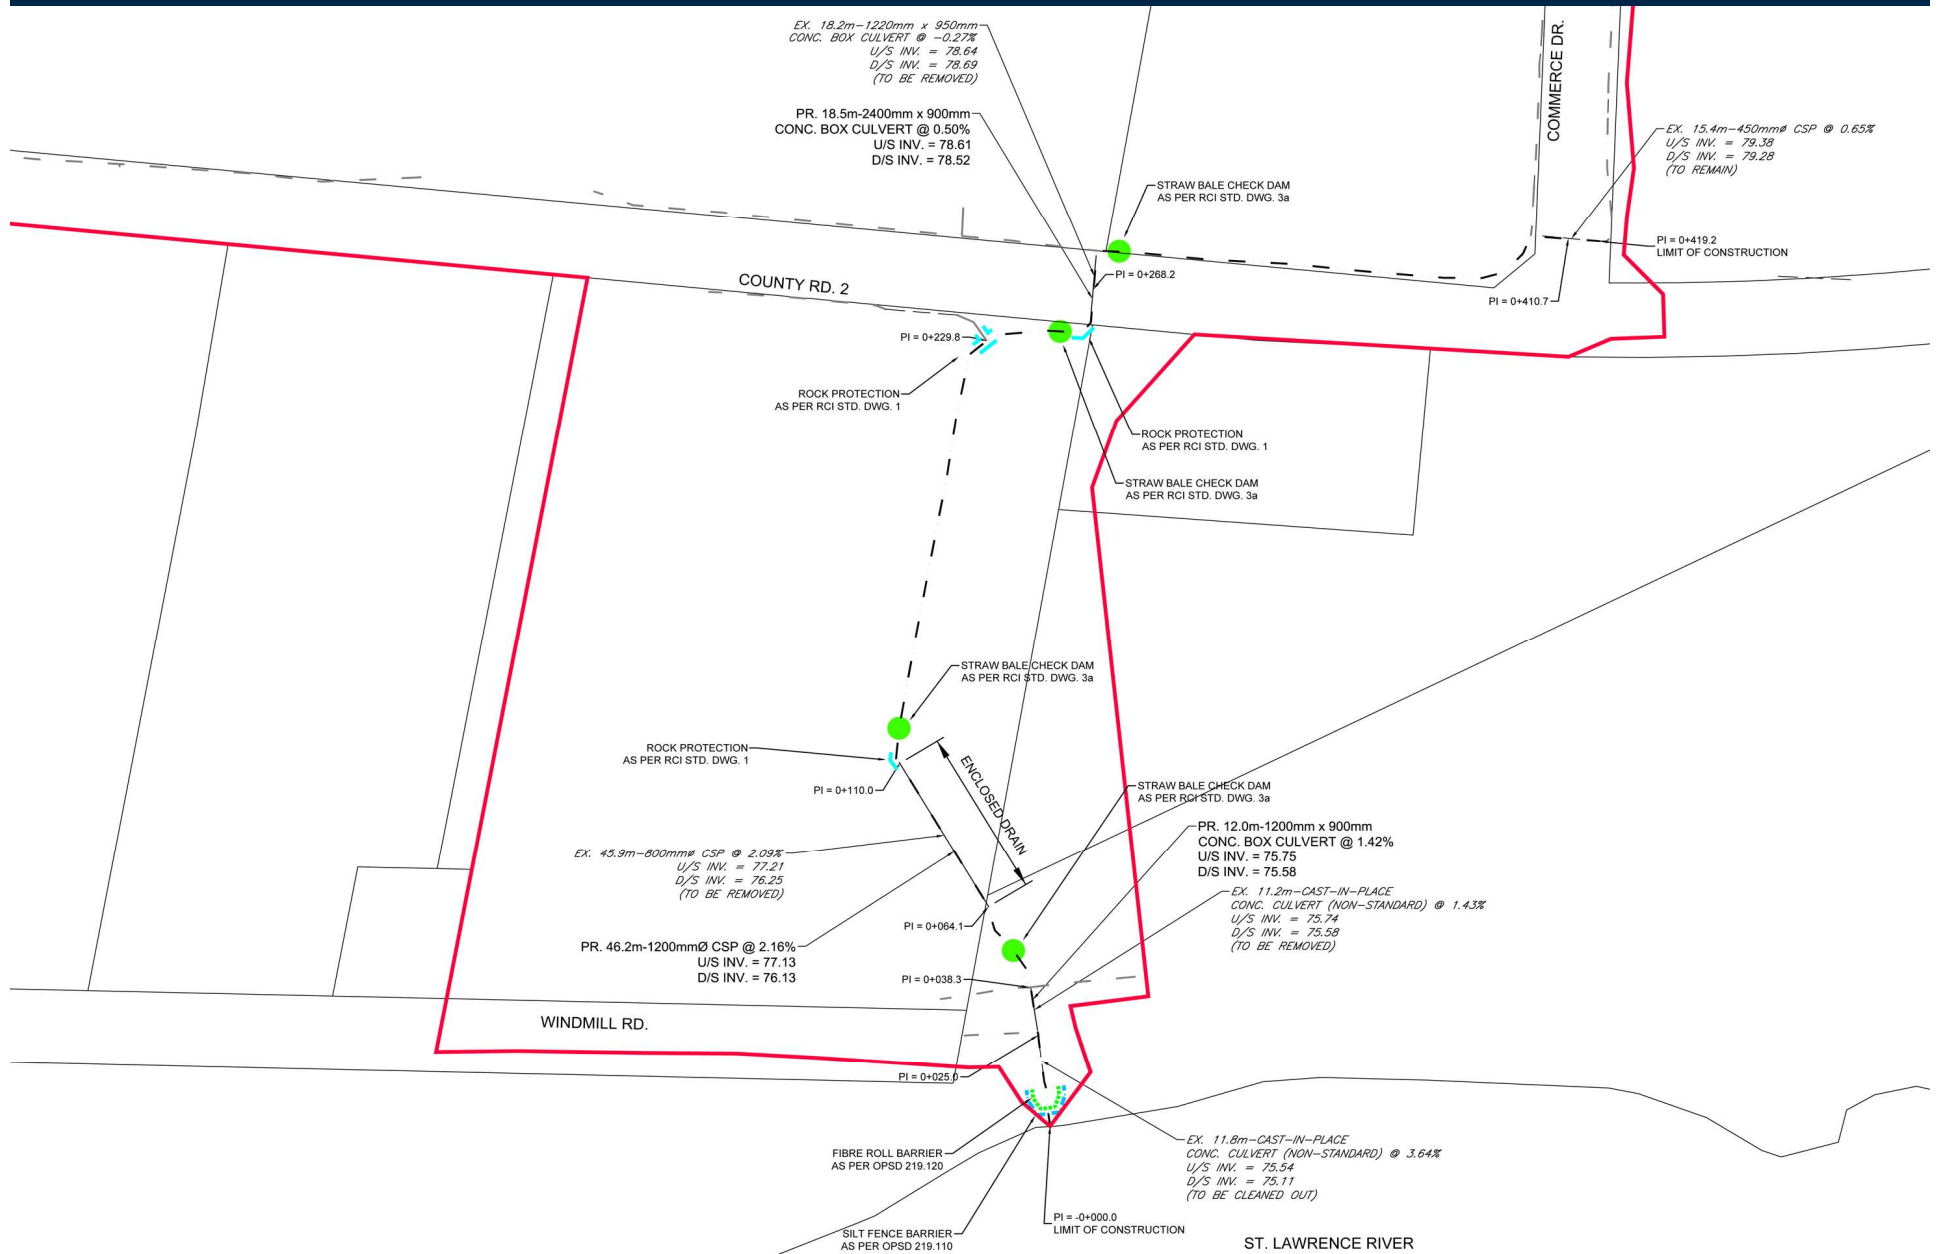 EX. 18.2m-1220mm x 950mm
CONC. BOX CULVERT @ -0.27%
U/S INV. = 78.64
D/S INV. = 78.69
(TO BE REMOVED)
PR. 18.5m-2400mm x 900mm
CONC. BOX CULVERT @ 0.50%
U/S INV. = 78.61
D/S INV. = 78.52
COMMERCE DR.
EX. 15.4m-450mmø CSP @ 0.65%
U/S INV. = 79.38
D/S INV. = 79.28
(TO REMAIN)
STRAW BALE CHECK DAM
AS PER RCI STD. DWG. 3a
PI = 0+419.2
LIMIT OF CONSTRUCTION
COUNTY RD. 2
PI = 0+268.2
PI = 0+410.7
PI = 0+229.8
ROCK PROTECTION
AS PER RCI STD. DWG. 1
ROCK PROTECTION
AS PER RCI STD. DWG. 1
STRAW BALE CHECK DAM
AS PER RCI STD. DWG. 3a
STRAW BALE CHECK DAM
AS PER RCI STD. DWG. 3a
ROCK PROTECTION
AS PER RCI STD. DWG. 1
PI = 0+110.0
ENCLOSED DRAIN
STRAW BALE CHECK DAM
AS PER RCI STD. DWG. 3a
PR. 12.0m-1200mm x 900mm
CONC. BOX CULVERT @ 1.42%
U/S INV. = 75.75
D/S INV. = 75.58
EX. 45.9m-800mmø CSP @ 2.09%
U/S INV. = 77.21
D/S INV. = 76.25
(TO BE REMOVED)
EX. 11.2m-CAST-IN-PLACE
CONC. CULVERT (NON-STANDARD) @ 1.43%
U/S INV. = 75.74
D/S INV. = 75.58
(TO BE REMOVED)
PI = 0+064.1
PR. 46.2m-1200mmØ CSP @ 2.16%
U/S INV. = 77.13
D/S INV. = 76.13
PI = 0+038.3
WINDMILL RD.
PI = 0+025.0
FIBRE ROLL BARRIER
AS PER OPSD 219.120
EX. 11.8m-CAST-IN-PLACE
CONC. CULVERT (NON-STANDARD) @ 3.64%
U/S INV. = 75.54
D/S INV. = 75.11
(TO BE CLEANED OUT)
PI = -0+000.0
LIMIT OF CONSTRUCTION
SILT FENCE BARRIER
AS PER OPSD 219.110
ST. LAWRENCE RIVER